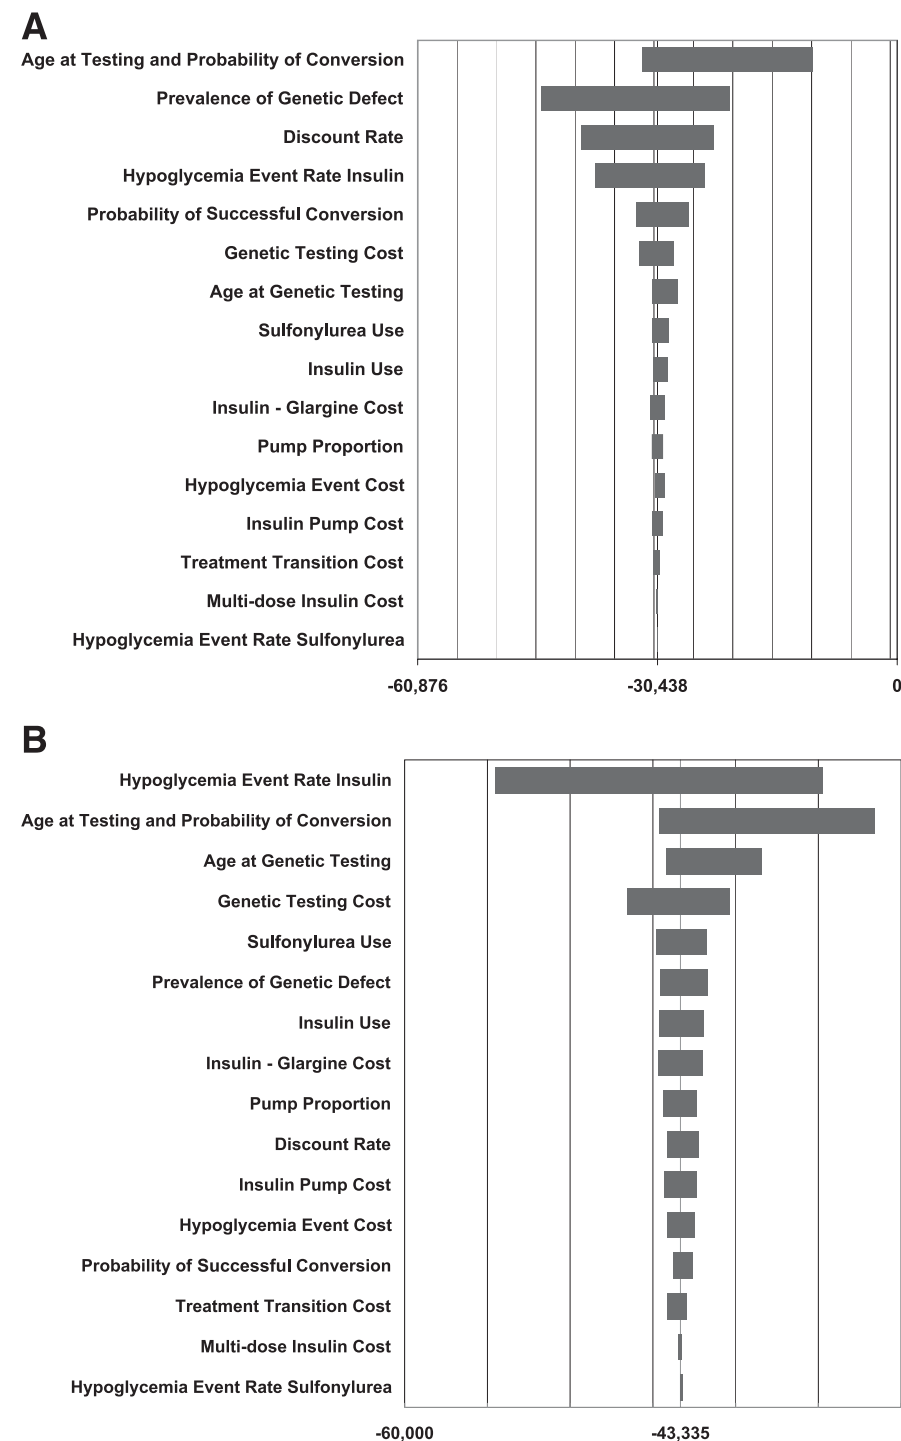 A
Age at Testing and Probability of Conversion
Prevalence of Genetic Defect
Discount Rate
Hypoglycemia Event Rate Insulin
Probability of Successful Conversion
Genetic Testing Cost
Age at Genetic Testing
Sulfonylurea Use
Insulin Use
Insulin - Glargine Cost
Pump Proportion
Hypoglycemia Event Cost
Insulin Pump Cost
Treatment Transition Cost
Multi-dose Insulin Cost
Hypoglycemia Event Rate Sulfonylurea
-60,876 -30,438 0
B
Hypoglycemia Event Rate Insulin
Age at Testing and Probability of Conversion
Age at Genetic Testing
Genetic Testing Cost
Sulfonylurea Use
Prevalence of Genetic Defect
Insulin Use
Insulin - Glargine Cost
Pump Proportion
Discount Rate
Insulin Pump Cost
Hypoglycemia Event Cost
Probability of Successful Conversion
Treatment Transition Cost
Multi-dose Insulin Cost
Hypoglycemia Event Rate Sulfonylurea
-60,000 -43,335